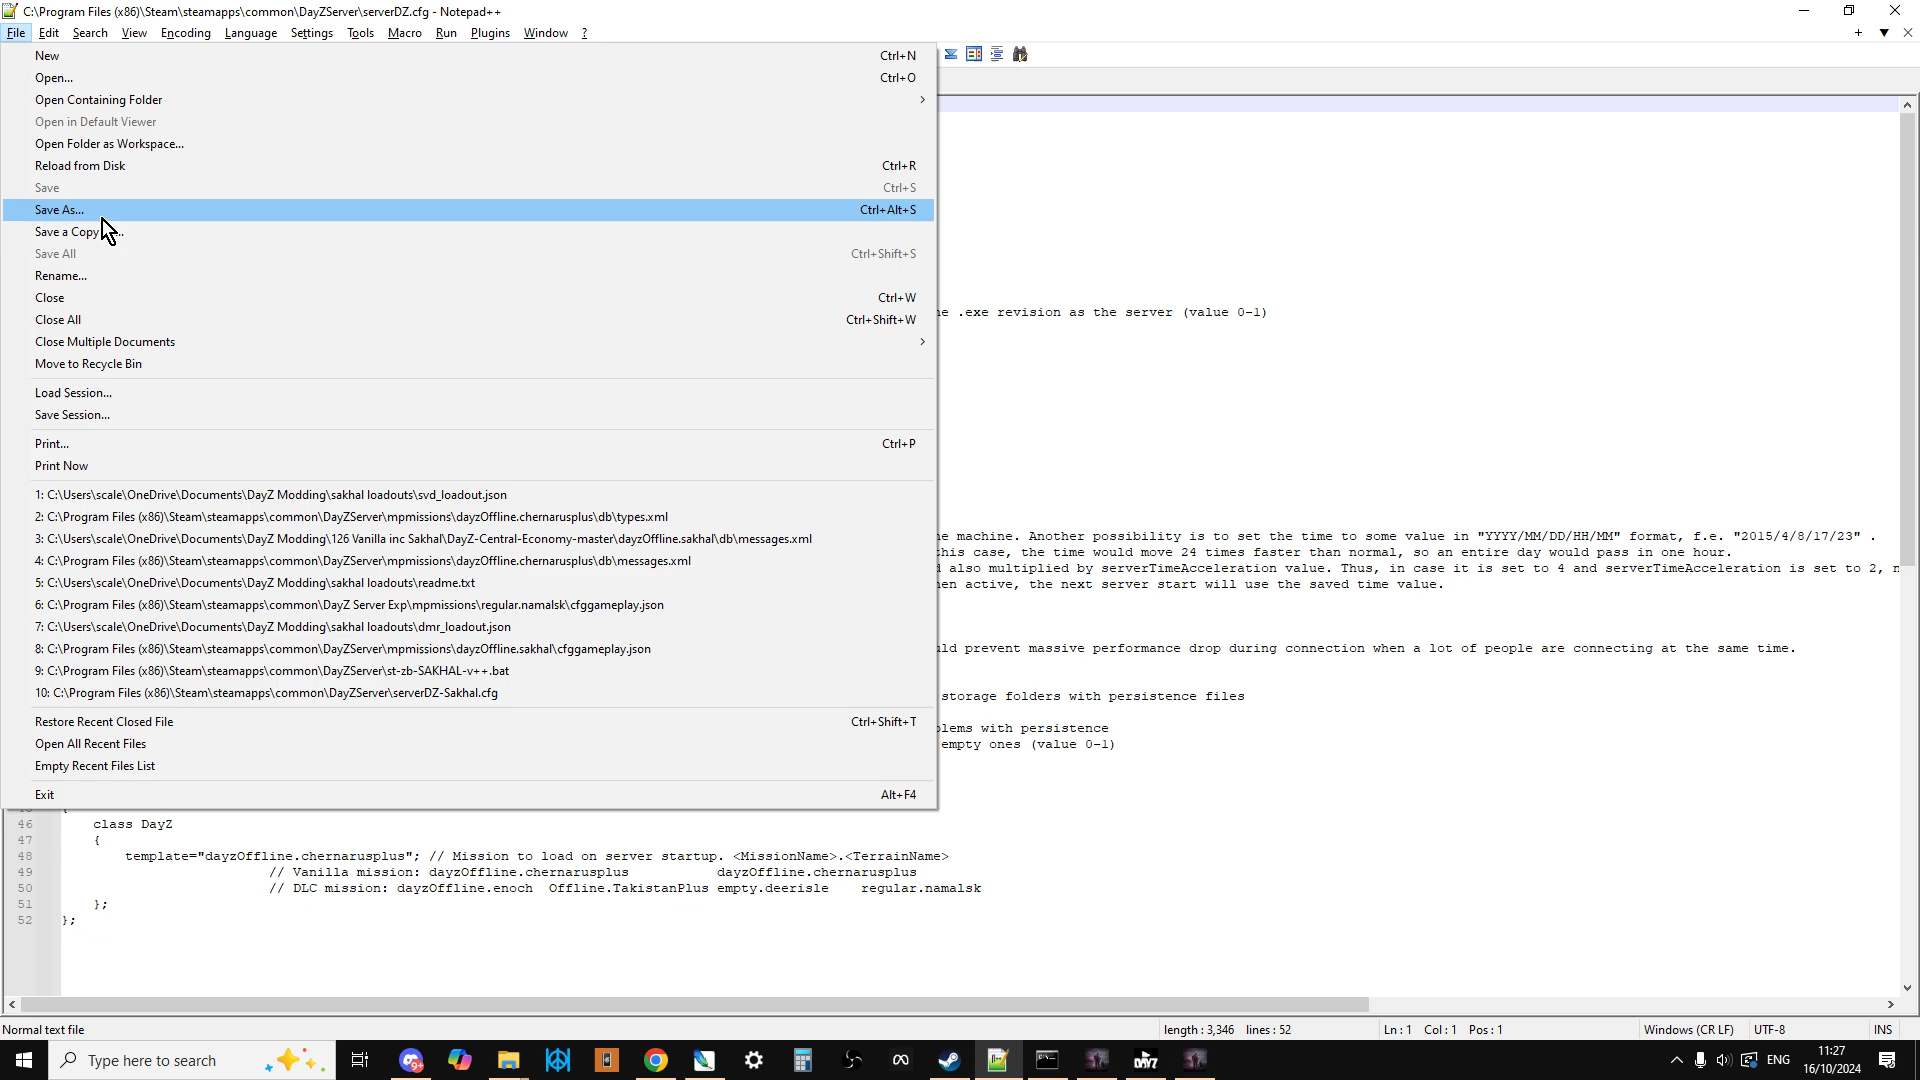 C:\Program Files (x86)\Steam\steamapps\common\DayZServer\serverDZ.cfg - Notepad++
File Edit Search View Encoding Language Settings Tools Macro Run Plugins Window ?
New Ctrl+N
Open... Ctrl+O
Open Containing Folder
Open in Default Viewer
Open Folder as Workspace...
Reload from Disk Ctrl+R
Save Ctrl+S
Save As... Ctrl+Alt+S
Save a Copy
Save All Ctrl+Shift+S
Rename...
Close Ctrl+W
.exe revision as the server (value 0-1)
Close All Ctrl+Shift+W
Close Multiple Documents
Move to Recycle Bin
Load Session...
Save Session...
Print... Ctrl+P
Print Now
1: C:\Users\scale\OneDrive\Documents\DayZ Modding\sakhal loadouts\svd_loadout.json
2: C:\Program Files (x86)\Steam\steamapps\common\DayZServer\mpmissions\dayzOffline.chernarusplus\db\types.xml
3: C:\Users\scale\OneDrive\Documents\DayZ Modding\126 Vanilla inc Sakhal\DayZ-Central-Economy-master\dayzOffline.sakhal\db\messages.xml
machine. Another possibility is to set the time to some value in "YYYY/MM/DD/HH/MM" format, f.e. "2015/4/8/17/23" .
this case, the time would move 24 times faster than normal, so an entire day would pass in one hour.
4: C:\Program Files (x86)\Steam\steamapps\common\DayZServer\mpmissions\dayzOffline.chernarusplus\db\messages.xml
also multiplied by serverTimeAcceleration value. Thus, in case it is set to 4 and serverTimeAcceleration is set to 2, n
5: C:\Users\scale\OneDrive\Documents\DayZ Modding\sakhal loadouts\readme.txt
en active, the next server start will use the saved time value.
6: C:\Program Files (x86)\Steam\steamapps\common\DayZ Server Exp\mpmissions\regular.namalsk\cfggameplay.json
7: C:\Users\scale\OneDrive\Documents\DayZ Modding\sakhal loadouts\dmr_loadout.json
8: C:\Program Files (x86)\Steam\steamapps\common\DayZServer\mpmissions\dayzOffline.sakhal\cfggameplay.json
ld prevent massive performance drop during connection when a lot of people are connecting at the same time.
9: C:\Program Files (x86)\Steam\steamapps\common\DayZServer\st-zb-SAKHAL-v++.bat
10: C:\Program Files (x86)\Steam\steamapps\common\DayZServer\serverDZ-Sakhal.cfg
storage folders with persistence files
Restore Recent Closed File Ctrl+Shift+T
lems with persistence
Open All Recent Files
empty ones (value 0-1)
Empty Recent Files List
Exit Alt+F4
46 class DayZ
47 {
48 template="dayzOffline.chernarusplus"; // Mission to load on server startup. <MissionName>.<TerrainName>
49 // Vanilla mission: dayzOffline.chernarusplus dayzOffline.chernarusplus
50 // DLC mission: dayzOffline.enoch Offline.TakistanPlus empty.deerisle regular.namalsk
51 };
52 };
Normal text file length : 3,346 lines : 52 Ln : 1 Col : 1 Pos : 1 Windows (CR LF) UTF-8 INS
Type here to search ENG 11:27
16/10/2024